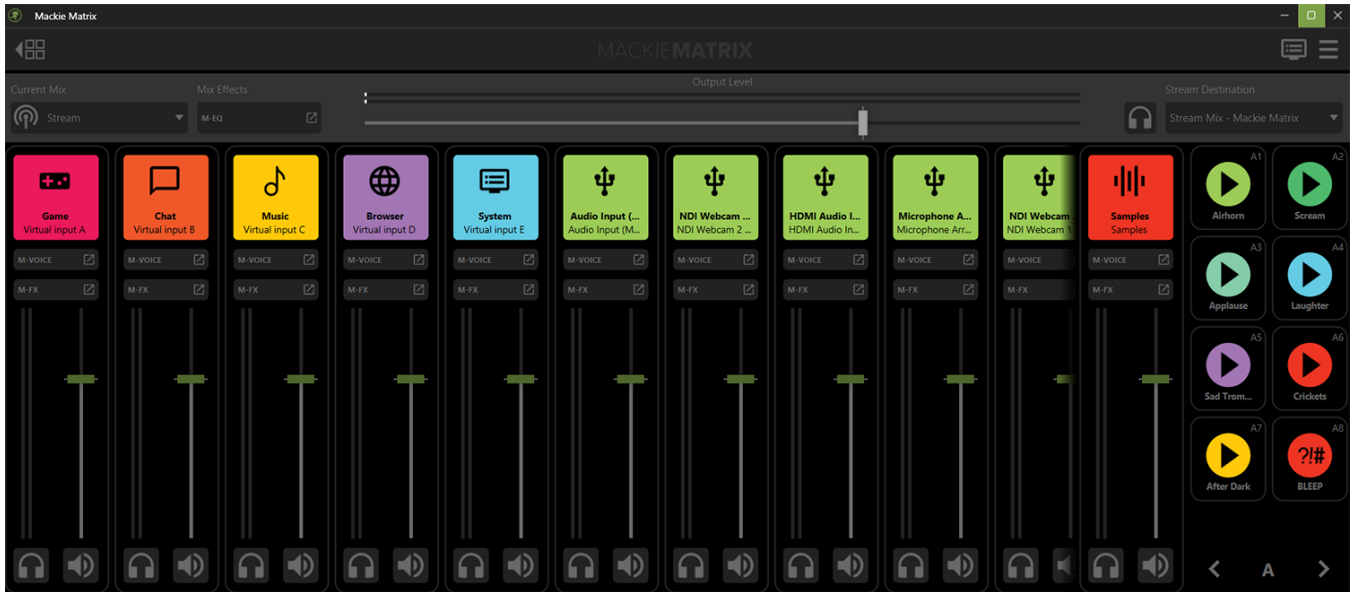 Mackie Matrix
MACKIEMATRIX
Current Mix
Mix Effects
Output Level
Stream Destination
Stream
M-EQ
Stream Mix - Mackie Matrix
Game
Virtual input A
M-VOICE
M-FX
Chat
Virtual input B
M-VOICE
M-FX
Music
Virtual input C
M-VOICE
M-FX
Browser
Virtual input D
M-VOICE
M-FX
System
Virtual input E
M-VOICE
M-FX
Audio Input (...
Audio Input (M...
M-VOICE
M-FX
NDI Webcam ...
NDI Webcam 2 ...
M-VOICE
M-FX
HDMI Audio I...
HDMI Audio In...
M-VOICE
M-FX
Microphone A...
Microphone Arr...
M-VOICE
M-FX
NDI Webcam
NDI Webcam 1
M-VOICE
M-FX
Samples
Samples
M-VOICE
M-FX
A1
Airhorn
A2
Scream
A3
Applause
A4
Laughter
A5
Sad Trom...
A6
Crickets
A7
After Dark
A8
?!#
BLEEP
A